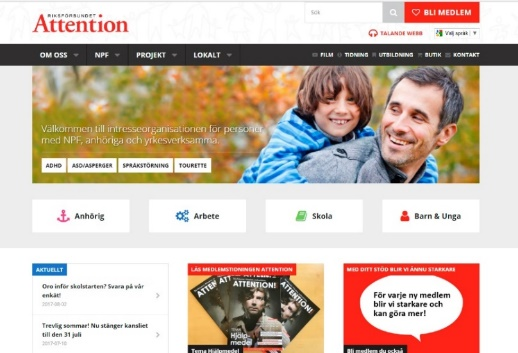 RIKSFÖRBUNDET
Attention
Sök
BLI MEDLEM
TALANDE WEBB
Välj språk
OM OSS
NPF
PROJEKT
LOKALT
FILM
TIDNING
UTBILDNING
BUTIK
KONTAKT
Välkommen till intresseorganisationen för personer
med NPF, anhöriga och yrkesverksamma.
ADHD
ASD/ASPERGER
SPRÅKSTÖRNING
TOURETTE
Anhörig
Arbete
Skola
Barn & Unga
AKTUELLT
Oro inför skolstarten? Svara på vår
enkät!
2017-08-02
Trevlig sommar! Nu stänger kansliet
till den 31 juli
2017-07-10
LÄS MEDLEMSTIDNINGEN ATTENTION
ATTENTION!
Hjälp-
medel
Tema Hjälpmedel
MED DITT STÖD BLIR VI ÄNNU STARKARE
För varje ny medlem
blir vi starkare och
kan göra mer!
Bli medlem du också